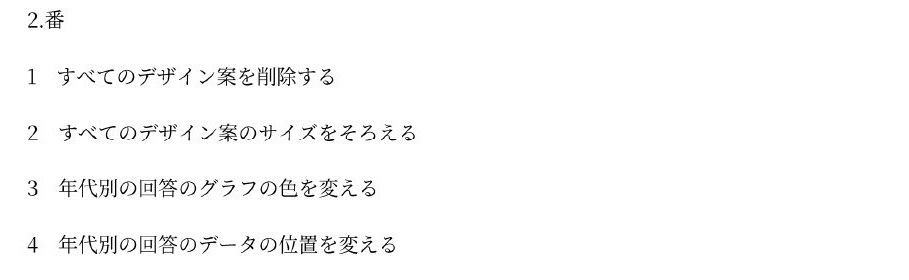 2.番
1 すべてのデザイン案を削除する
2 すべてのデザイン案のサイズをそろえる
3 年代別の回答のグラフの色を変える
4 年代別の回答のデータの位置を変える